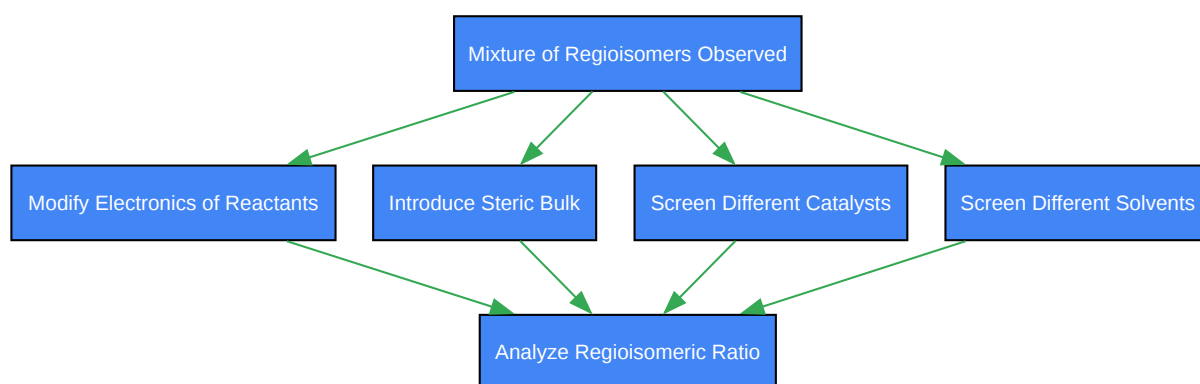 Mixture of Regioisomers Observed
Modify Electronics of Reactants
Introduce Steric Bulk
Screen Different Catalysts
Screen Different Solvents
Analyze Regioisomeric Ratio